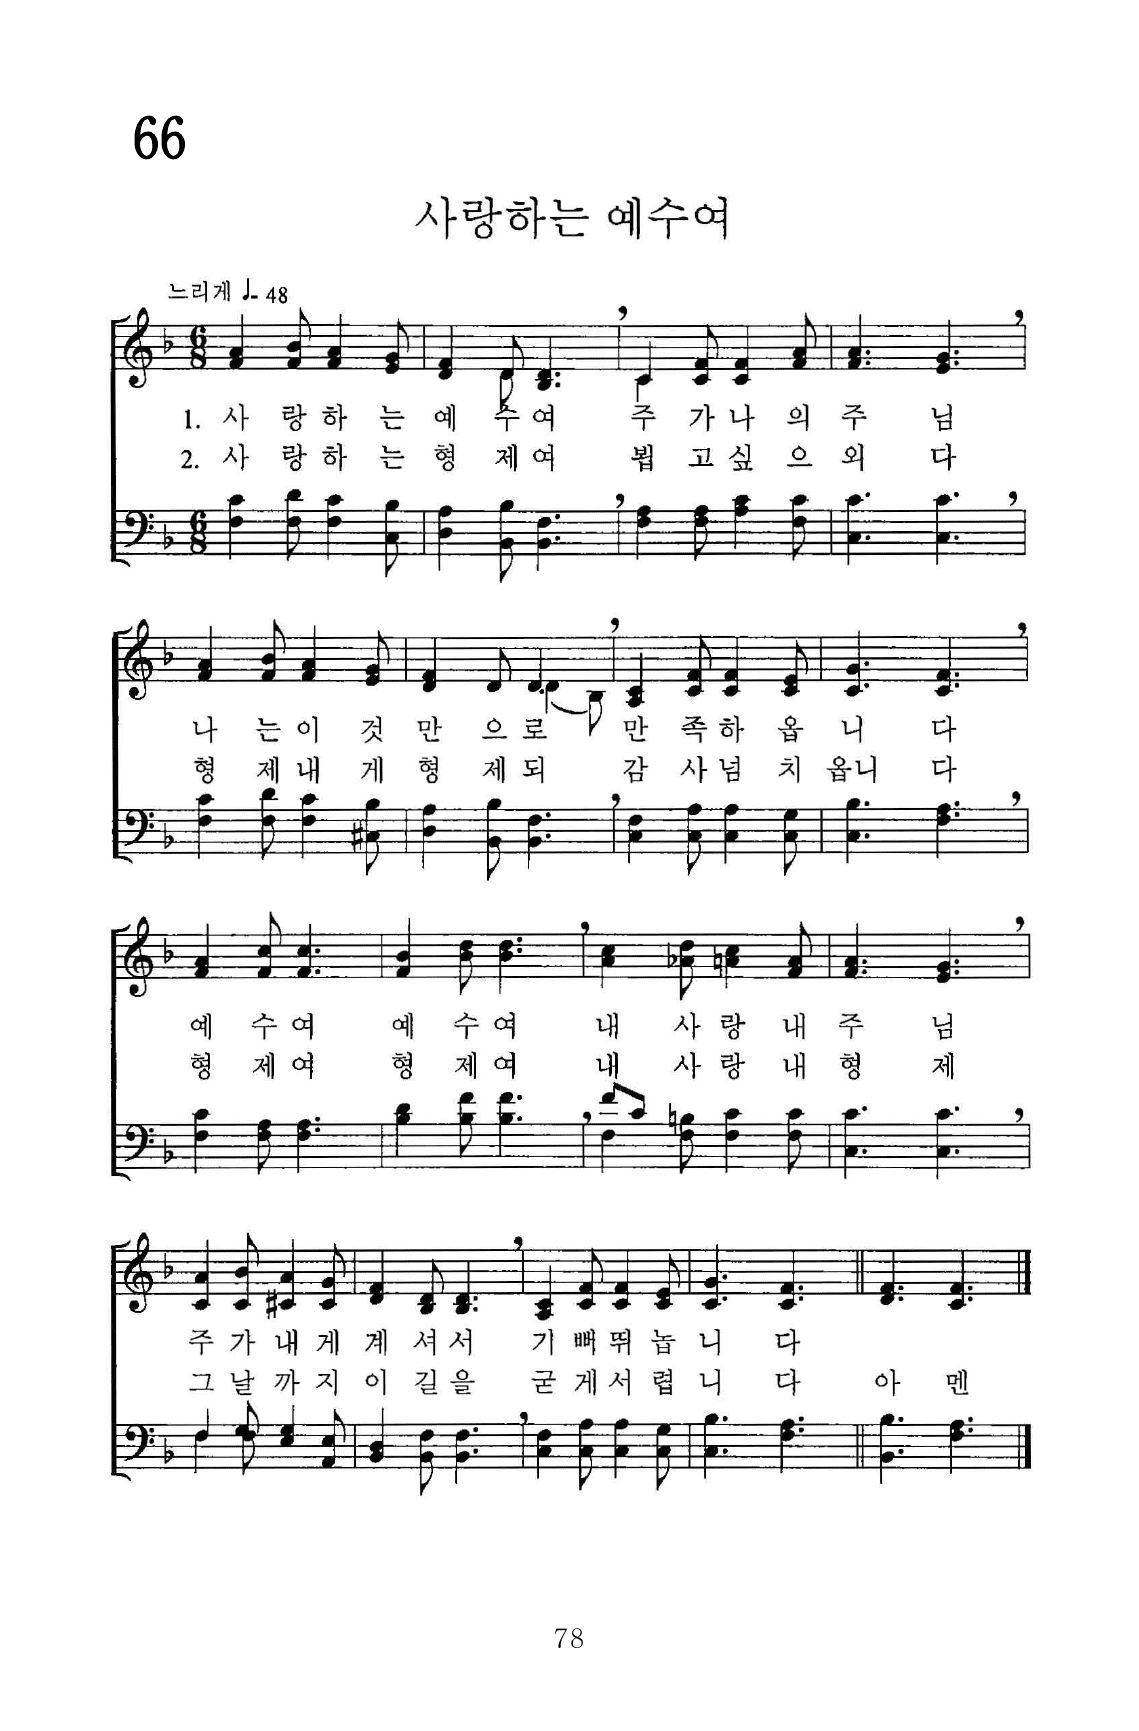 66
사랑하는 예수여
느리게 ♩. 48
1. 사 랑 하 는 예 수 여 주 가 나 의 주 님
2. 사 랑 하 는 형 제 여 뵙 고 싶 으 외 다
나 는 이 것 만 으 로 만 족 하 옵 니 다
형 제 내 게 형 제 되 감 사 넘 치 옵니 다
예 수 여 예 수 여 내 사 랑 내 주 님
형 제 여 형 제 여 내 사 랑 내 형 제
주 가 내 게 계 셔 서 기 뻐 뛰 놉 니 다
그 날 까 지 이 길 을 굳 게 서 렵 니 다 아 멘
78